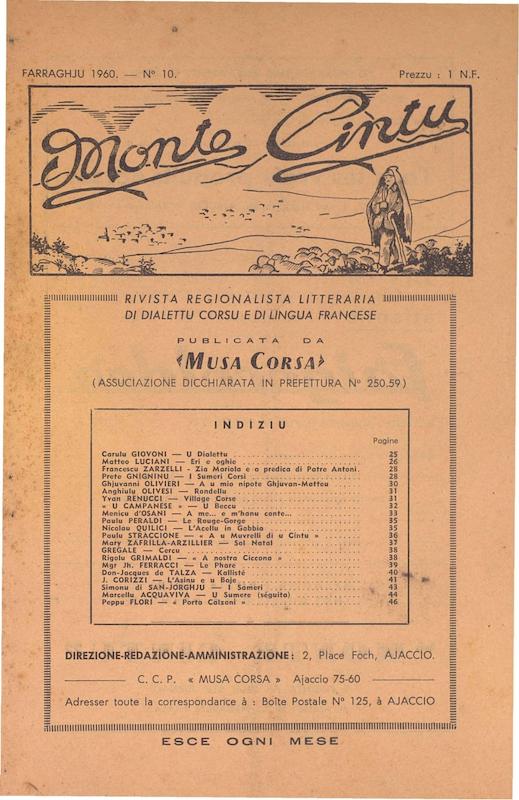 FARRAGHJU 1960. — Nº 10.
Prezzu : 1 N.F.
Monte Cintu
RIVISTA REGIONALISTA LITTERARIA
DI DIALETTU CORSU E DI LINGUA FRANCESE
PUBLICATA DA
«MUSA CORSA»
(ASSUCIAZIONE DICCHIARATA IN PREFETTURA Nº 250.59)
INDIZIU
Pagine
Carulu GIOVONI — U Dialettu 25
Matteo LUCIANI — Eri e oghie 26
Francescu ZARZELLI - Zia Mariola e a predica di Patre Antoni. 28
Prete GNIGNINU — I Sumeri Corsi 28
Ghjuvanni OLIVIERI — A u mio nipote Ghjuvan-Matteu 30
Anghiulu OLIVESI — Rondellu 31
Yvan RENUCCI — Village Corse 31
« U CAMPANESE » — U Beccu 32
Menicu d'OSANI — A me... e m'hanu conte... 33
Paulu PERALDI — Le Rouge-Gorge 35
Nicolau QUILICI — L'Acellu in Gabbia 35
Paulu STRACCIONE — « A u Muvrelli di u Cintu » 36
Mary ZAFRILLA-ARZILLIER — Sol Natal 37
GREGALE — Cercu 38
Rigolu GRIMALDI — « A nostra Ciccona » 38
Mgr Jh. FERRACCI — Le Phare 39
Don-Jacques de TALZA — Kallisté 40
J. CORIZZI — L'Asinu e u Boje 41
Simonu di SAN-JORGHJU — I Sameri 43
Marcellu ACQUAVIVA — U Sumere (séguita) 44
Peppu FLORI — « Porta Calzoni » 46
DIREZIONE-REDAZIONE-AMMINISTRAZIONE : 2, Place Foch, AJACCIO.
C. C. P. « MUSA CORSA » Ajaccio 75-60
Adresser toute la correspondance à : Boîte Postale Nº 125, à AJACCIO
ESCE OGNI MESE